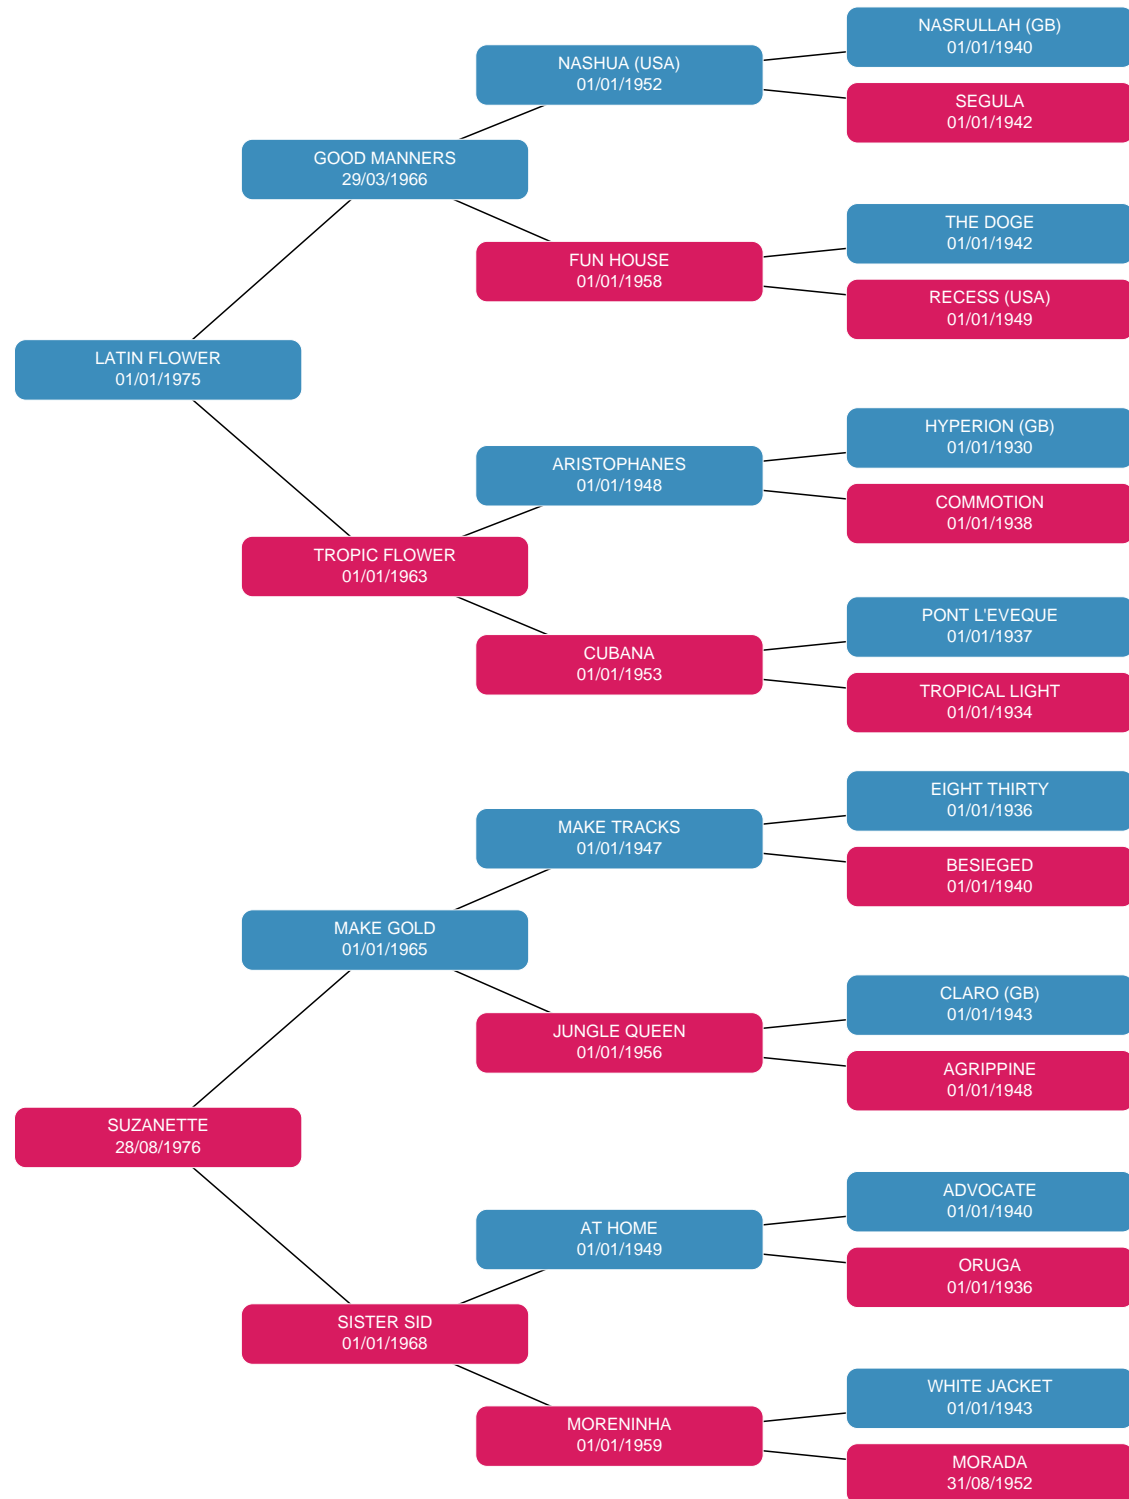 NASRULLAH (GB)
01/01/1940
NASHUA (USA)
01/01/1952
SEGULA
01/01/1942
GOOD MANNERS
29/03/1966
THE DOGE
01/01/1942
FUN HOUSE
01/01/1958
RECESS (USA)
01/01/1949
LATIN FLOWER
01/01/1975
HYPERION (GB)
01/01/1930
ARISTOPHANES
01/01/1948
COMMOTION
01/01/1938
TROPIC FLOWER
01/01/1963
PONT L'EVEQUE
01/01/1937
CUBANA
01/01/1953
TROPICAL LIGHT
01/01/1934
EIGHT THIRTY
01/01/1936
MAKE TRACKS
01/01/1947
BESIEGED
01/01/1940
MAKE GOLD
01/01/1965
CLARO (GB)
01/01/1943
JUNGLE QUEEN
01/01/1956
AGRIPPINE
01/01/1948
SUZANETTE
28/08/1976
ADVOCATE
01/01/1940
AT HOME
01/01/1949
ORUGA
01/01/1936
SISTER SID
01/01/1968
WHITE JACKET
01/01/1943
MORENINHA
01/01/1959
MORADA
31/08/1952